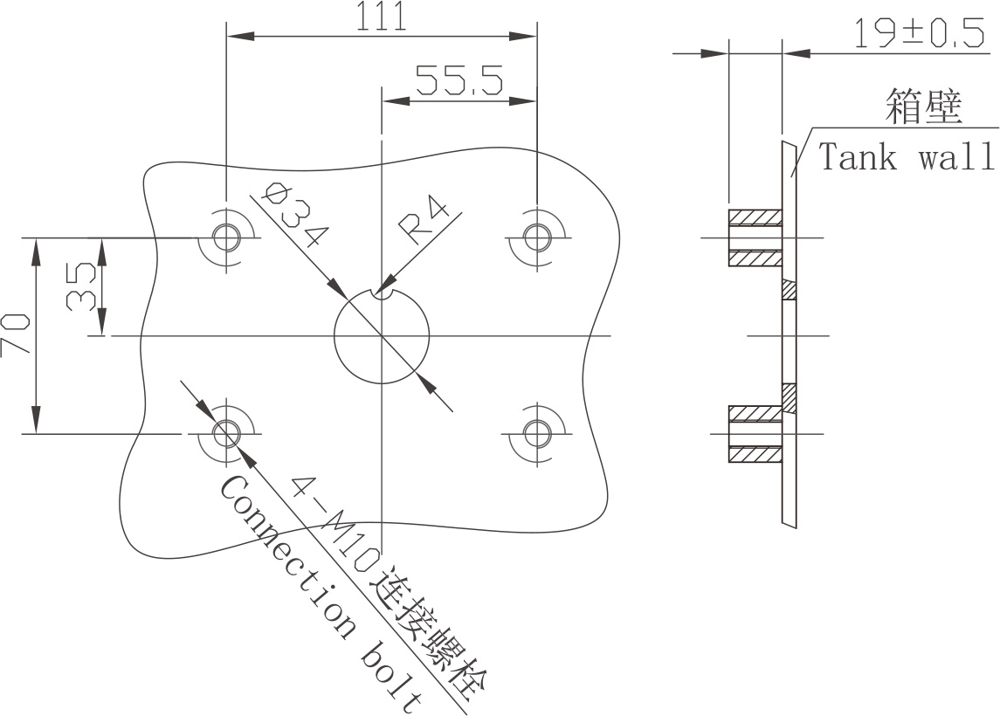 111
19±0.5
55.5
箱壁
Tank wall
Ø34
R4
35
70
4-M10连接螺栓
Connection bolt